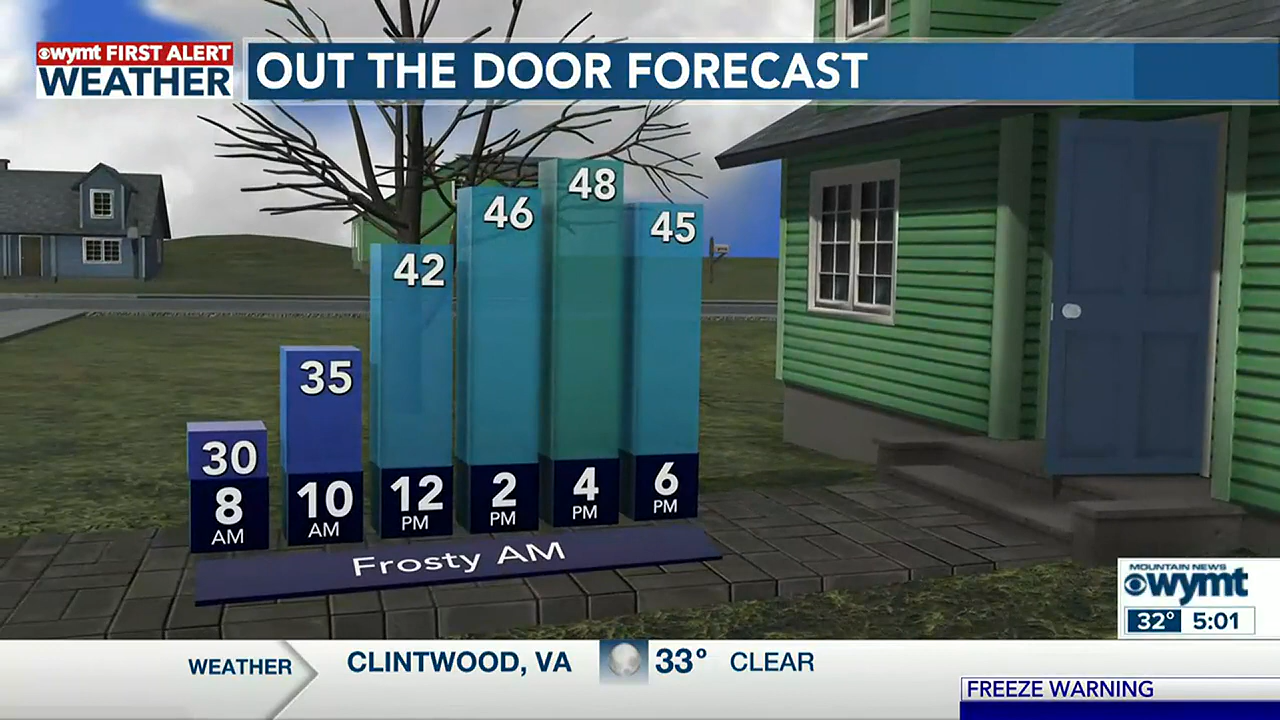 wymt FIRST ALERT
WEATHER
OUT THE DOOR FORECAST
30
35
42
46
48
45
8
AM
10
AM
12
PM
2
PM
4
PM
6
PM
Frosty AM
MOUNTAIN NEWS
wymt
32° 5:01
WEATHER
CLINTWOOD, VA 33° CLEAR
FREEZE WARNING